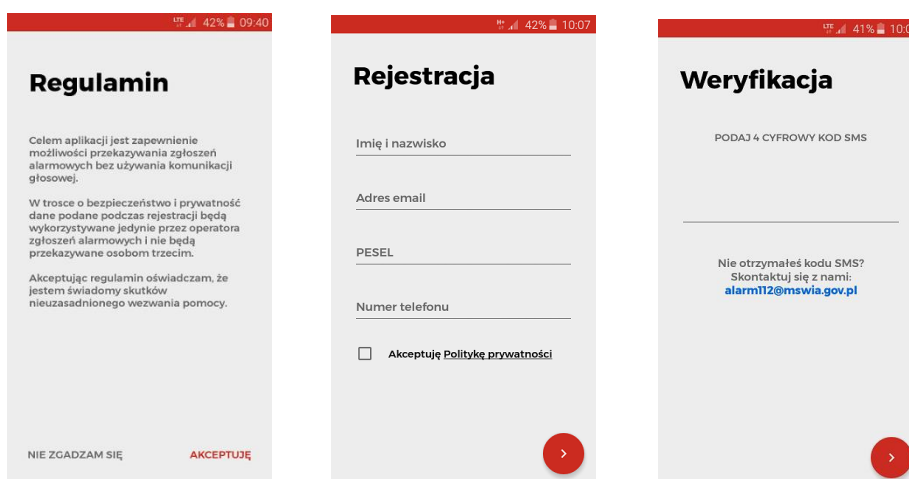 LTE 42% 09:40
Regulamin
Celem aplikacji jest zapewnienie
możliwości przekazywania zgłoszeń
alarmowych bez używania komunikacji
głosowej.
W trosce o bezpieczeństwo i prywatność
dane podane podczas rejestracji będą
wykorzystywane jedynie przez operatora
zgłoszeń alarmowych i nie będą
przekazywane osobom trzecim.
Akceptując regulamin oświadczam, że
jestem świadomy skutków
nieuzasadnionego wezwania pomocy.
NIE ZGADZAM SIĘ AKCEPTUJĘ
H+ 42% 10:07
Rejestracja
Imię i nazwisko
Adres email
PESEL
Numer telefonu
Akceptuję Politykę prywatności
LTE 41%
Weryfikacja
PODAJ 4 CYFROWY KOD SMS
Nie otrzymałeś kodu SMS?
Skontaktuj się z nami:
alarm112@mswia.gov.pl